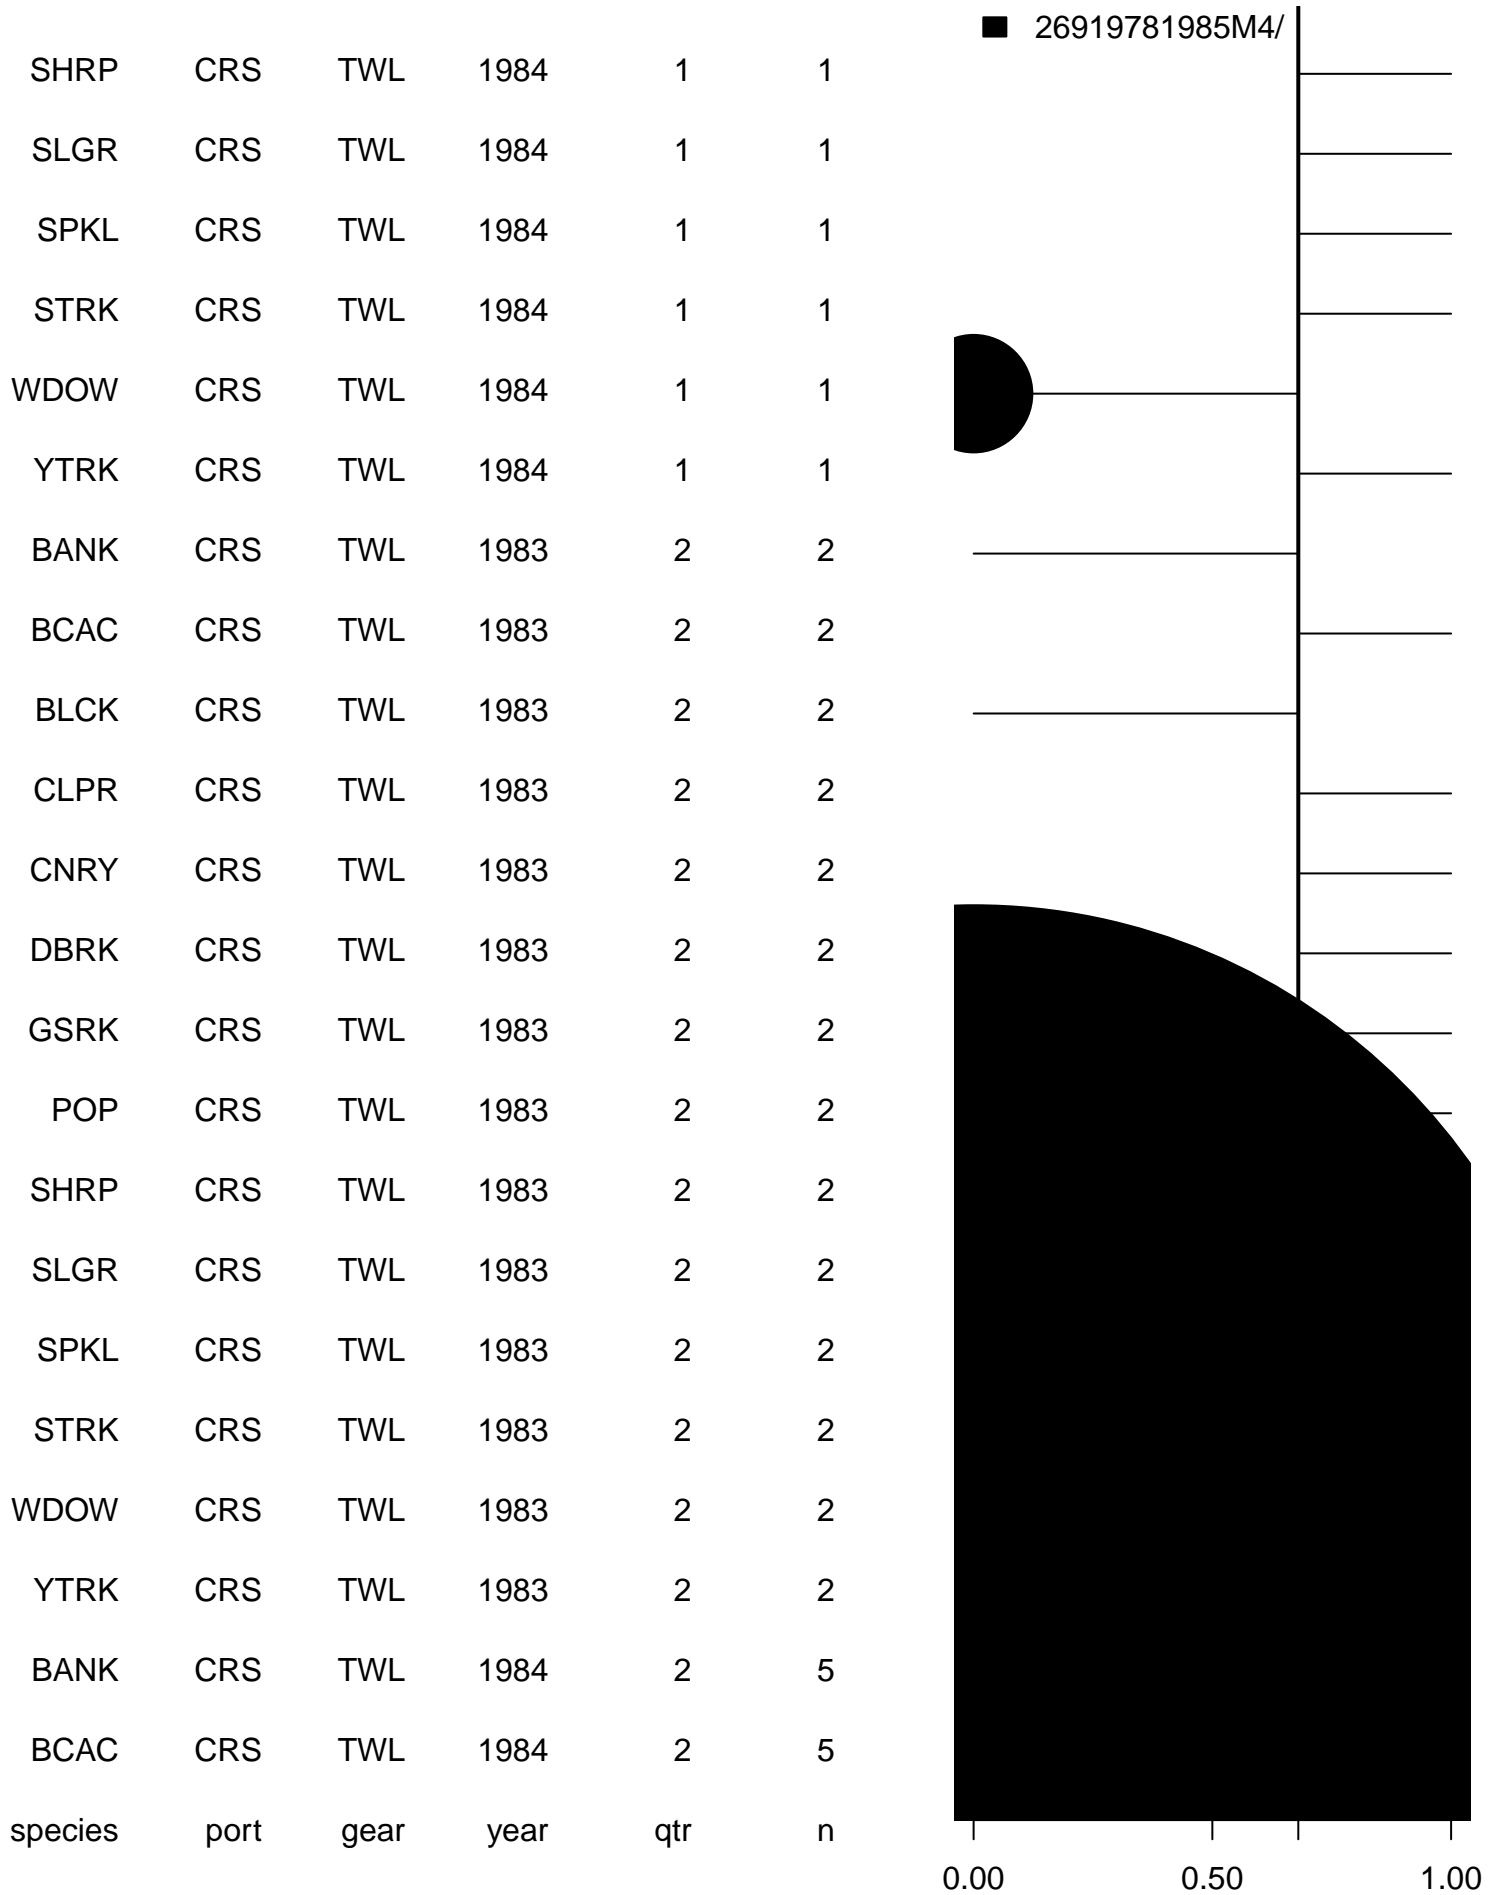 26919781985M4/
SHRP CRS TWL 1984 1 1
SLGR CRS TWL 1984 1 1
SPKL CRS TWL 1984 1 1
STRK CRS TWL 1984 1 1
WDOW CRS TWL 1984 1 1
YTRK CRS TWL 1984 1 1
BANK CRS TWL 1983 2 2
BCAC CRS TWL 1983 2 2
BLCK CRS TWL 1983 2 2
CLPR CRS TWL 1983 2 2
CNRY CRS TWL 1983 2 2
DBRK CRS TWL 1983 2 2
GSRK CRS TWL 1983 2 2
POP CRS TWL 1983 2 2
SHRP CRS TWL 1983 2 2
SLGR CRS TWL 1983 2 2
SPKL CRS TWL 1983 2 2
STRK CRS TWL 1983 2 2
WDOW CRS TWL 1983 2 2
YTRK CRS TWL 1983 2 2
BANK CRS TWL 1984 2 5
BCAC CRS TWL 1984 2 5
species port gear year qtr n
0.00 0.50 1.00